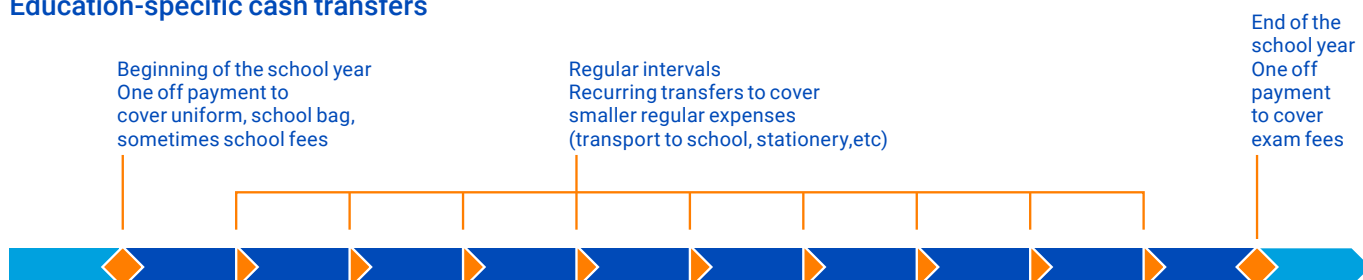 Education-specific cash transfers
Beginning of the school year
One off payment to
cover uniform, school bag,
sometimes school fees
Regular intervals
Recurring transfers to cover
smaller regular expenses
(transport to school, stationery,etc)
End of the
school year
One off
payment
to cover
exam fees